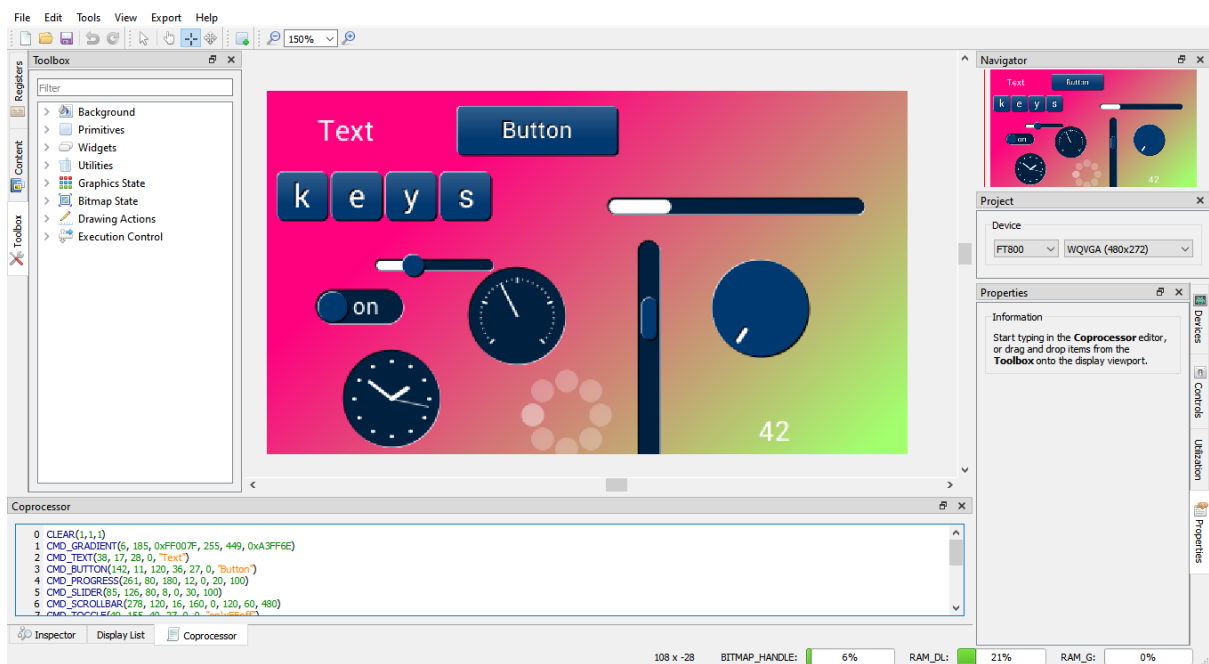 File Edit Tools View Export Help
150%
Registers
Content
Toolbox
Toolbox
Filter
Background
Primitives
Widgets
Utilities
Graphics State
Bitmap State
Drawing Actions
Execution Control
Text
Button
k e y s
on
42
Navigator
Text
Button
k e y s
on
42
Project
Device
FT800 WQVGA (480x272)
Properties
Information
Start typing in the Coprocessor editor,
or drag and drop items from the
Toolbox onto the display viewport.
Devices
Controls
Utilization
Properties
Coprocessor
0 CLEAR(1,1,1)
1 CMD_GRADIENT(6, 185, 0xFF007F, 255, 449, 0xA3FF6E)
2 CMD_TEXT(38, 17, 28, 0, "Text")
3 CMD_BUTTON(142, 11, 120, 36, 27, 0, "Button")
4 CMD_PROGRESS(261, 80, 180, 12, 0, 20, 100)
5 CMD_SLIDER(85, 126, 80, 8, 0, 30, 100)
6 CMD_SCROLLBAR(278, 120, 16, 160, 0, 120, 60, 480)
Inspector Display List Coprocessor
108 x -28 BITMAP_HANDLE: 6% RAM_DL: 21% RAM_G: 0%